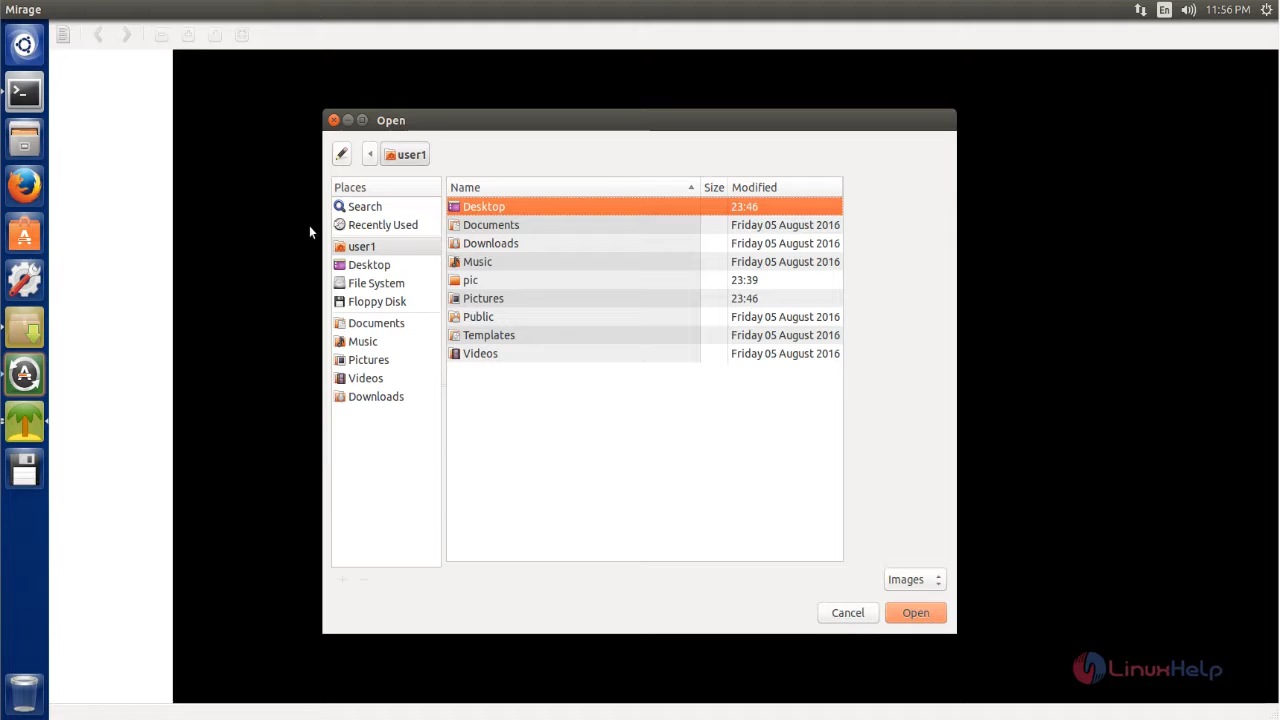 Mirage
En
11:56 PM
Open
user1
Places
Search
Recently Used
user1
Desktop
File System
Floppy Disk
Documents
Music
Pictures
Videos
Downloads
Name Size Modified
Desktop 23:46
Documents Friday 05 August 2016
Downloads Friday 05 August 2016
Music Friday 05 August 2016
pic 23:39
Pictures 23:46
Public Friday 05 August 2016
Templates Friday 05 August 2016
Videos Friday 05 August 2016
Images
Cancel Open
LinuxHelp